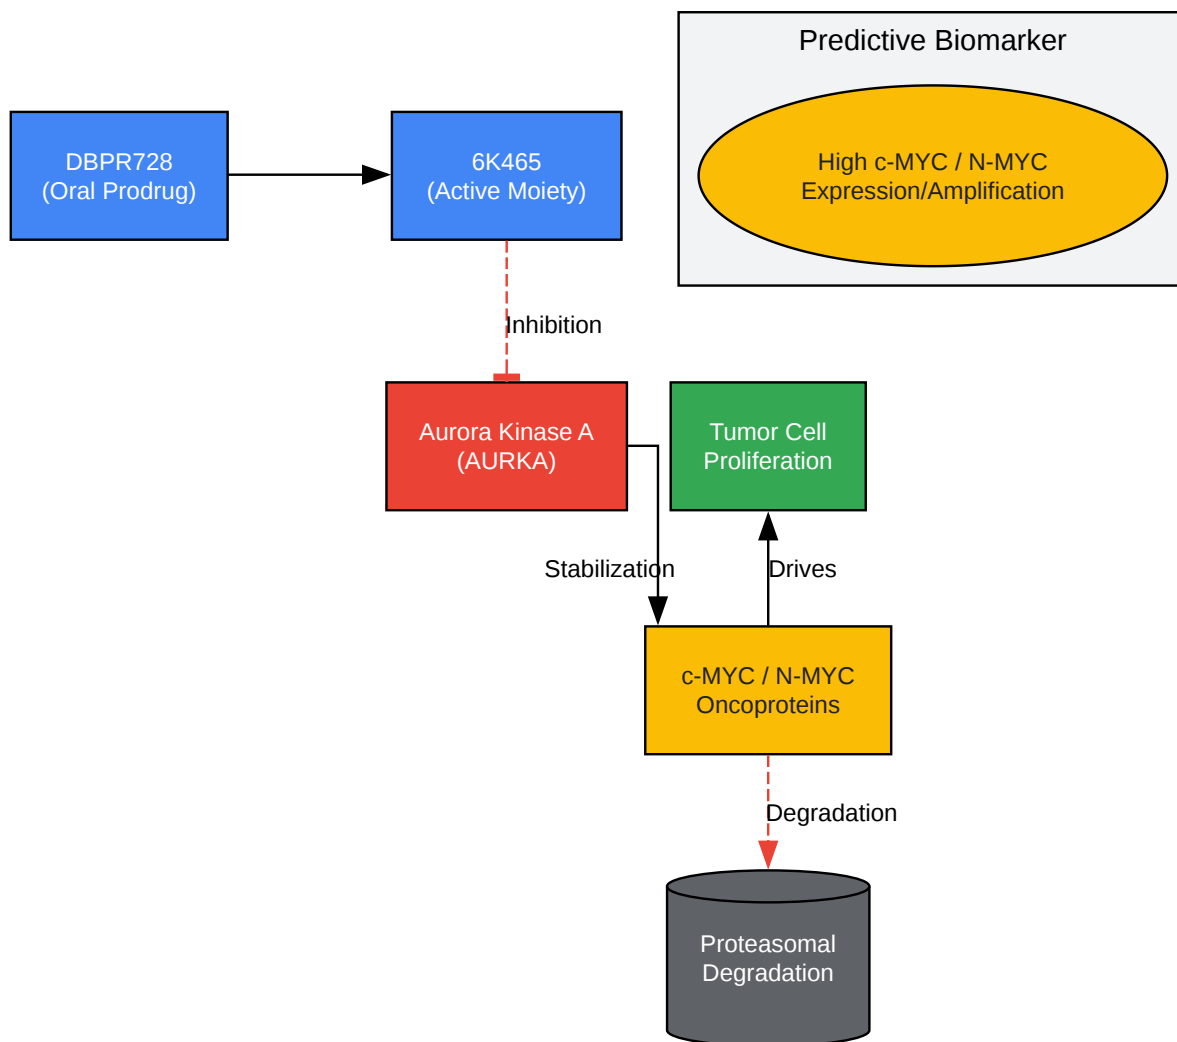 Predictive Biomarker
DBPR728
(Oral Prodrug)
6K465
(Active Moiety)
High c-MYC / N-MYC
Expression/Amplification
Inhibition
Aurora Kinase A
(AURKA)
Tumor Cell
Proliferation
Stabilization
Drives
c-MYC / N-MYC
Oncoproteins
Degradation
Proteasomal
Degradation